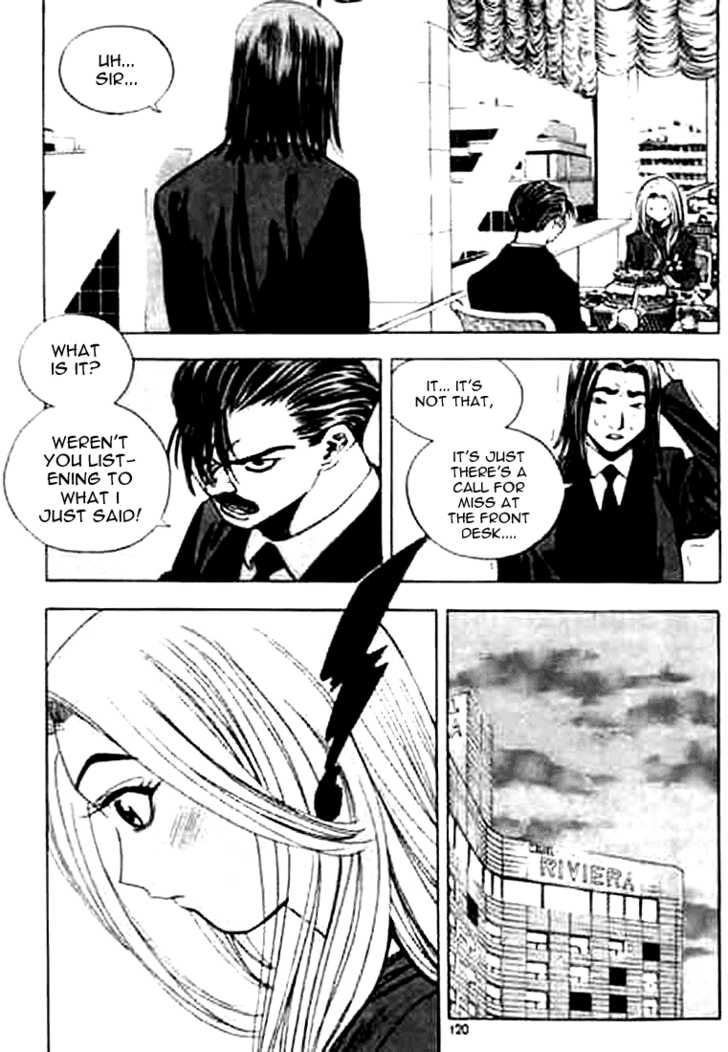 UH...
SIR...
WHAT
IS IT?
WEREN'T
YOU LIST-
ENING TO
WHAT I
JUST SAID!
IT... IT'S
NOT THAT,
IT'S JUST
THERE'S A
CALL FOR
MISS AT
THE FRONT
DESK....
RIVIERA
120